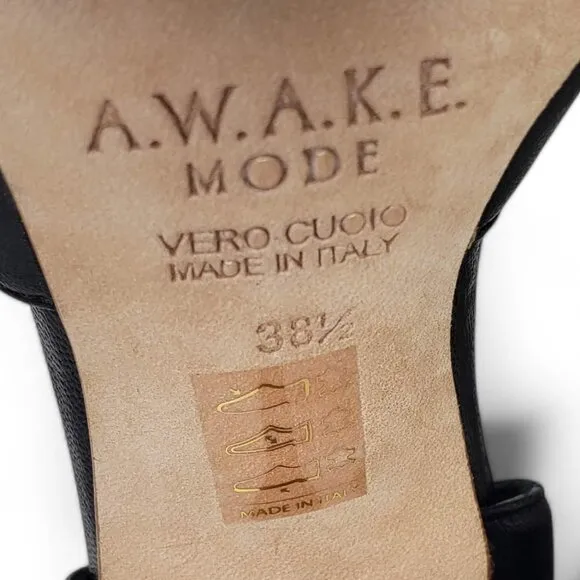 A.W.A.K.E.
MODE
VERO CUOIO
MADE IN ITALY
38½
MADE IN ITALY